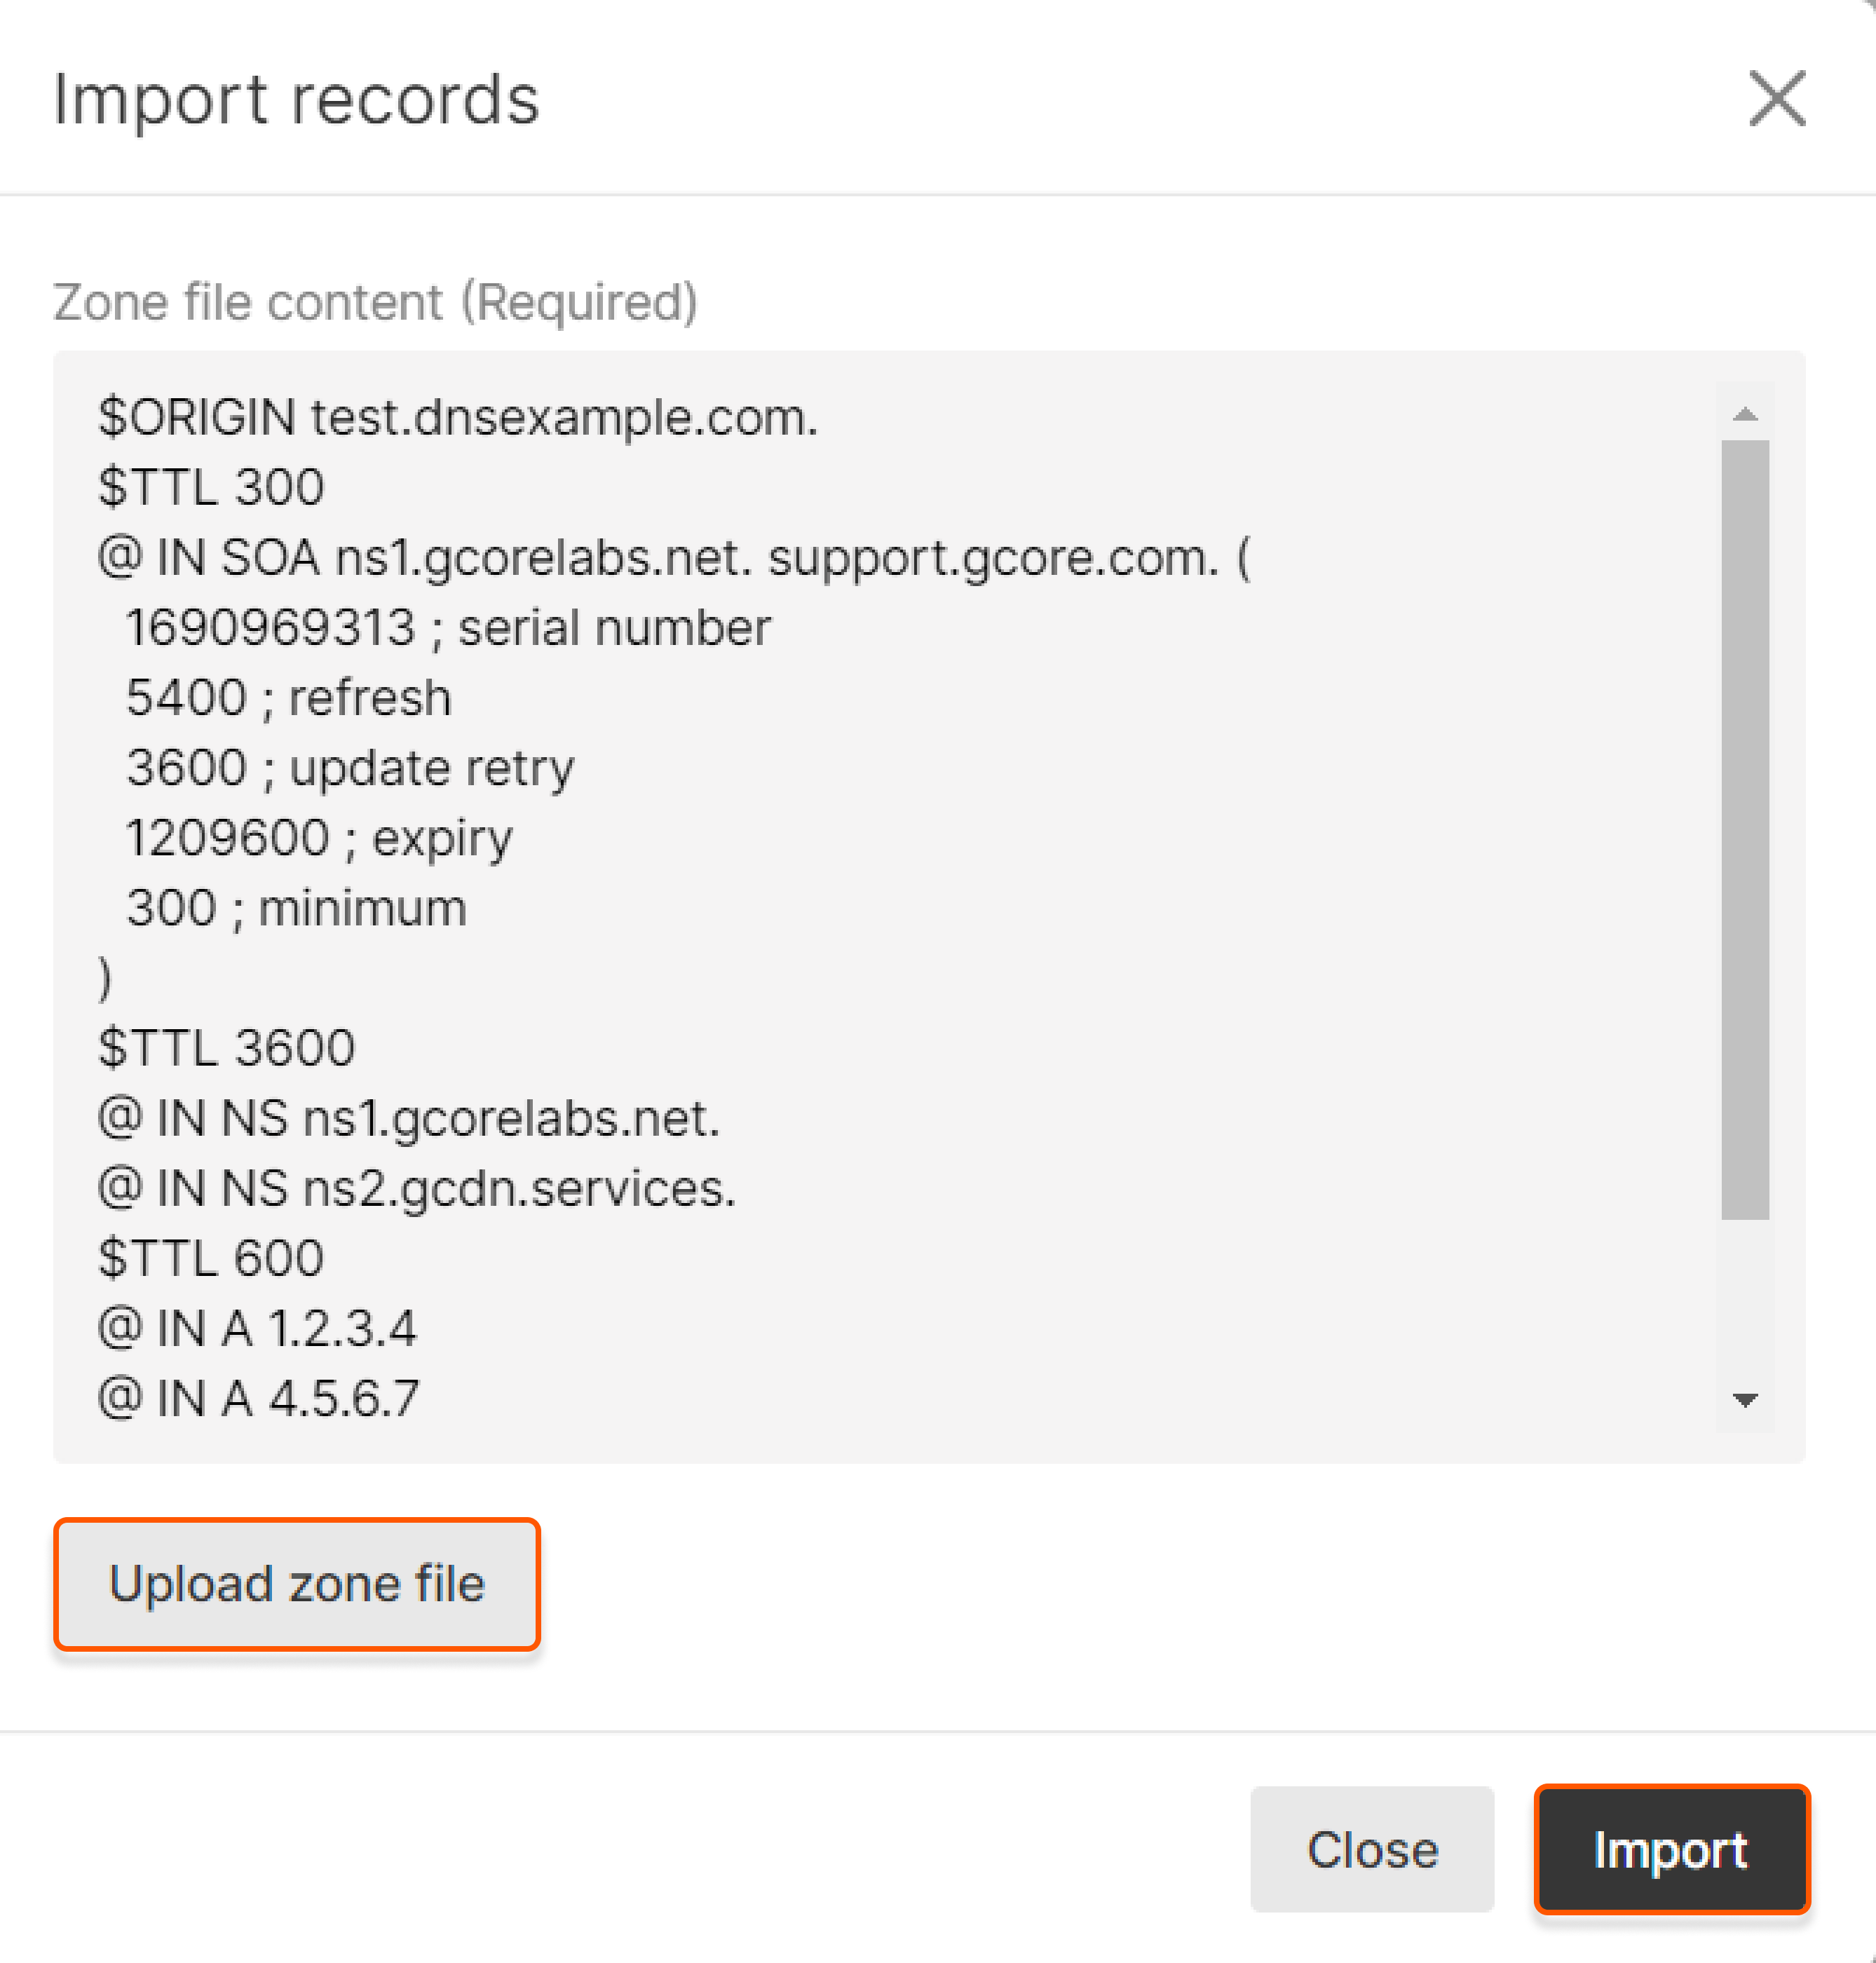 Import records
Zone file content (Required)
$ORIGIN test.dnsexample.com.
$TTL 300
@ IN SOA ns1.gcorelabs.net. support.gcore.com. (
1690969313 ; serial number
5400 ; refresh
3600 ; update retry
1209600 ; expiry
300 ; minimum
)
$TTL 3600
@ IN NS ns1.gcorelabs.net.
@ IN NS ns2.gcdn.services.
$TTL 600
@ IN A 1.2.3.4
@ IN A 4.5.6.7
Upload zone file
Close
Import